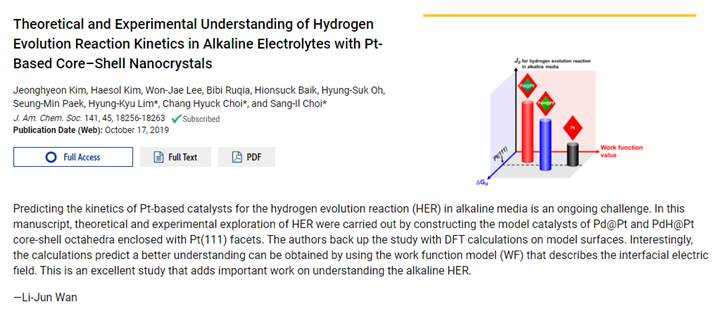 Theoretical and Experimental Understanding of Hydrogen
Evolution Reaction Kinetics in Alkaline Electrolytes with Pt-
Based Core–Shell Nanocrystals
Jeonghyeon Kim, Haesol Kim, Won-Jae Lee, Bibi Ruqia, Hionsuck Baik, Hyung-Suk Oh,
Seung-Min Paek, Hyung-Kyu Lim*, Chang Hyuck Choi*, and Sang-Il Choi*
J. Am. Chem. Soc. 141, 45, 18256-18263 Subscribed
Publication Date (Web): October 17, 2019
Full Access
Full Text
PDF
for hydrogen evolution reaction
in alkaline media
Pt
Work function
value
Pt(111)
ΔG
Predicting the kinetics of Pt-based catalysts for the hydrogen evolution reaction (HER) in alkaline media is an ongoing challenge. In this
manuscript, theoretical and experimental exploration of HER were carried out by constructing the model catalysts of Pd@Pt and PdH@Pt
core-shell octahedra enclosed with Pt(111) facets. The authors back up the study with DFT calculations on model surfaces. Interestingly,
the calculations predict a better understanding can be obtained by using the work function model (WF) that describes the interfacial electric
field. This is an excellent study that adds important work on understanding the alkaline HER.
—Li-Jun Wan